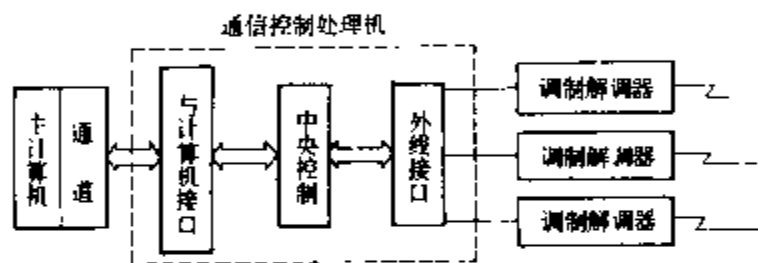 通信控制处理机
主计算机
通道
与计算机接口
中央控制
外线接口
调制解调器
调制解调器
调制解调器